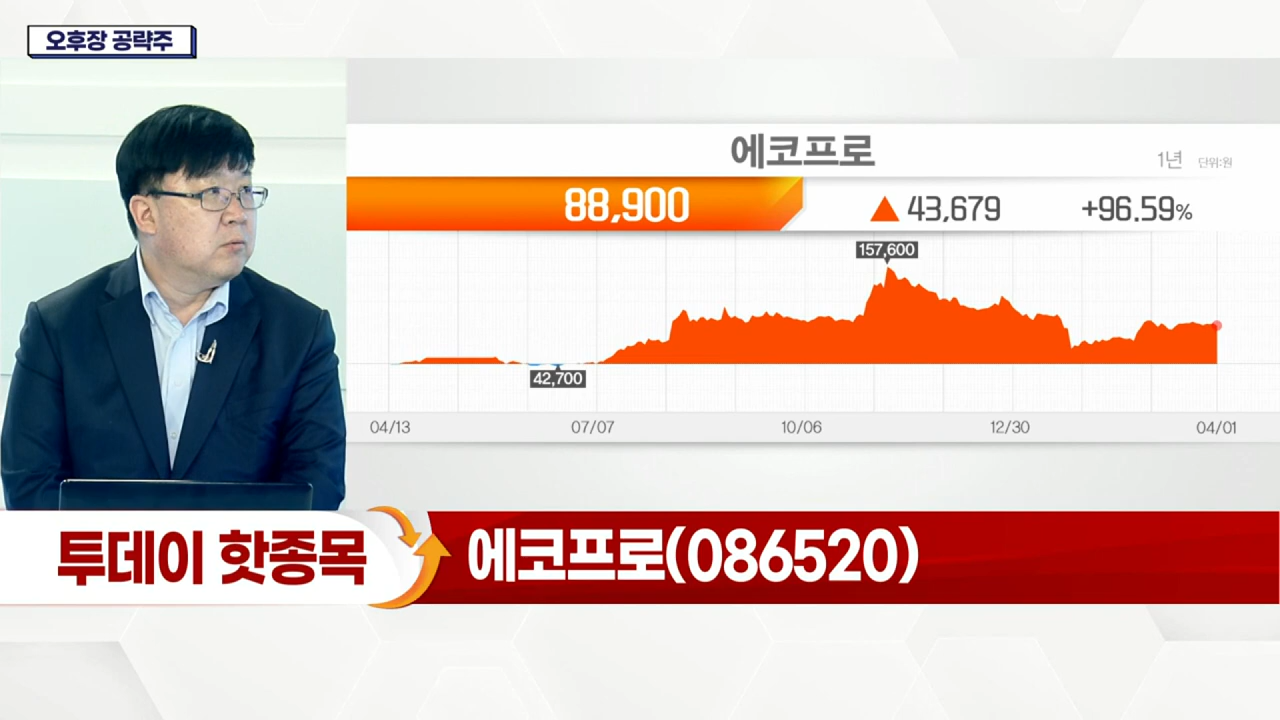 오후장 공략주
에코프로
1년 단위:원
88,900 ▲ 43,679 +96.59%
157,600
42,700
04/13 07/07 10/06 12/30 04/01
투데이 핫종목 에코프로(086520)